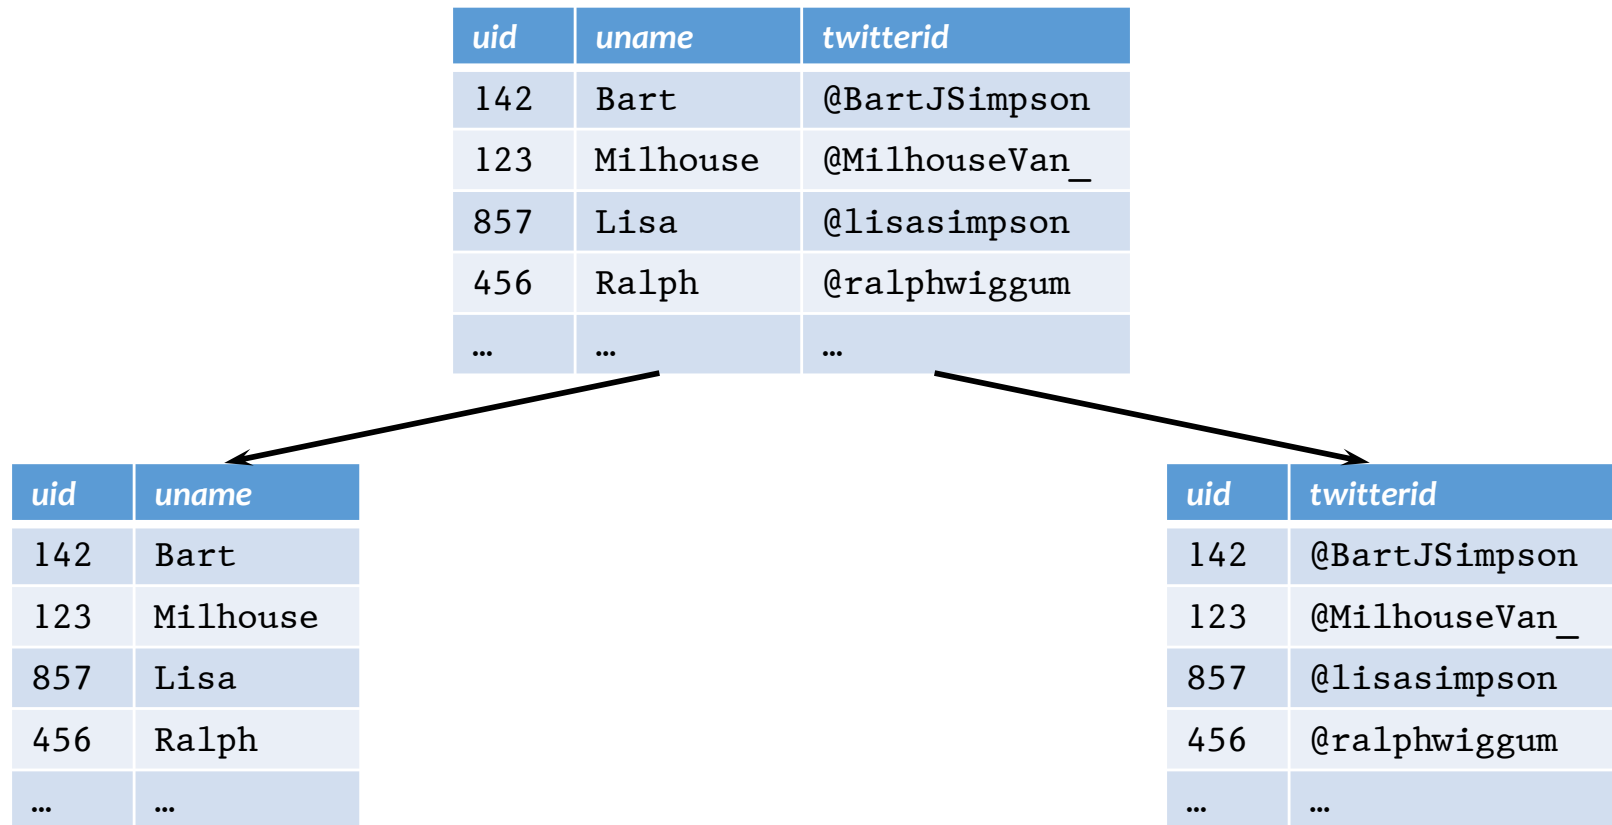 uid uname twitterid
142 Bart @BartJSimpson
123 Milhouse @MilhouseVan_
857 Lisa @lisasimpson
456 Ralph @ralphwiggum
… … …
uid uname
142 Bart
123 Milhouse
857 Lisa
456 Ralph
… …
uid twitterid
142 @BartJSimpson
123 @MilhouseVan_
857 @lisasimpson
456 @ralphwiggum
… …